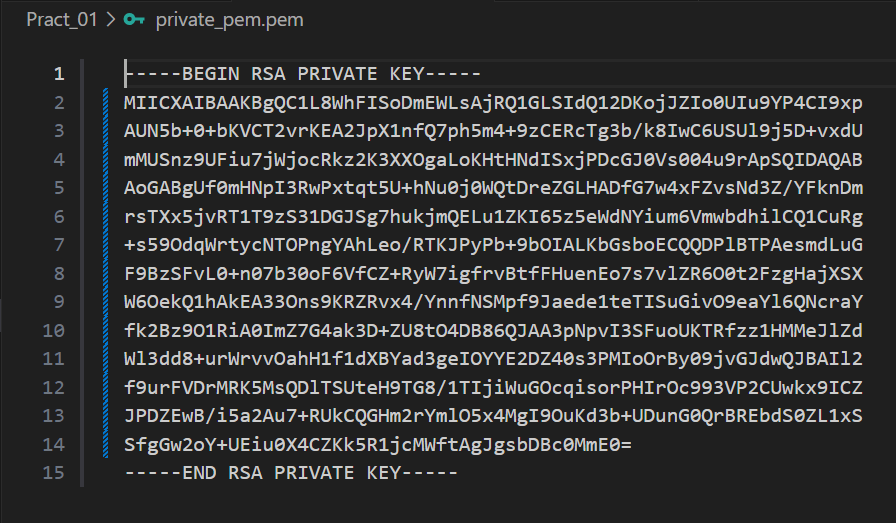 Pract_01 > private_pem.pem
1 -----BEGIN RSA PRIVATE KEY-----
2 MIICXAIBAAKBgQC1L8WhFISoDmEWLsAjRQ1GLSIdQ12DKojJZIo0UIu9YP4CI9xp
3 AUN5b+0+bKVCT2vrKEA2JpX1nfQ7ph5m4+9zCERcTg3b/k8IwC6USUl9j5D+vxdU
4 mMUSnz9UFiu7jWjocRkz2K3XXOgaLoKHtHNdISxjPDcGJ0Vs004u9rApSQIDAQAB
5 AoGABgUf0mHNpI3RwPxtqt5U+hNu0j0WQtDreZGLHADfG7w4xFZvsNd3Z/YFknDm
6 rsTXx5jvRT1T9zS31DGJSg7hukjmQELu1ZKI65z5eWdNYium6VmwbdhilCQ1CuRg
7 +s59OdqWrtycNTOPngYAhLeo/RTKJPyPb+9bOIALKbGsboECQQDPlBTPAesmdLuG
8 F9BzSFvL0+n07b30oF6VfCZ+RyW7igfrvBtfFHuenEo7s7vlZR6O0t2FzgHajXSX
9 W6OekQ1hAkEA33Ons9KRZRvx4/YnnfNSMpf9Jaede1teTISuGivO9eaYl6QNcraY
10 fk2Bz9O1RiA0ImZ7G4ak3D+ZU8tO4DB86QJAA3pNpvI3SFuoUKTRfzz1HMMeJlZd
11 Wl3dd8+urWrvvOahH1f1dXBYad3geIOYYE2DZ40s3PMIoOrBy09jvGJdwQJBAIl2
12 f9urFVDrMRK5MsQDlTSUteH9TG8/1TIjiWuGOcqisorPHIrOc993VP2CUwkx9ICZ
13 JPDZEwB/i5a2Au7+RUkCQGHm2rYmlO5x4MgI9OuKd3b+UDunG0QrBREbdS0ZL1xS
14 SfgGw2oY+UEiu0X4CZKk5R1jcMWftAgJgsbDBc0MmE0=
15 -----END RSA PRIVATE KEY-----